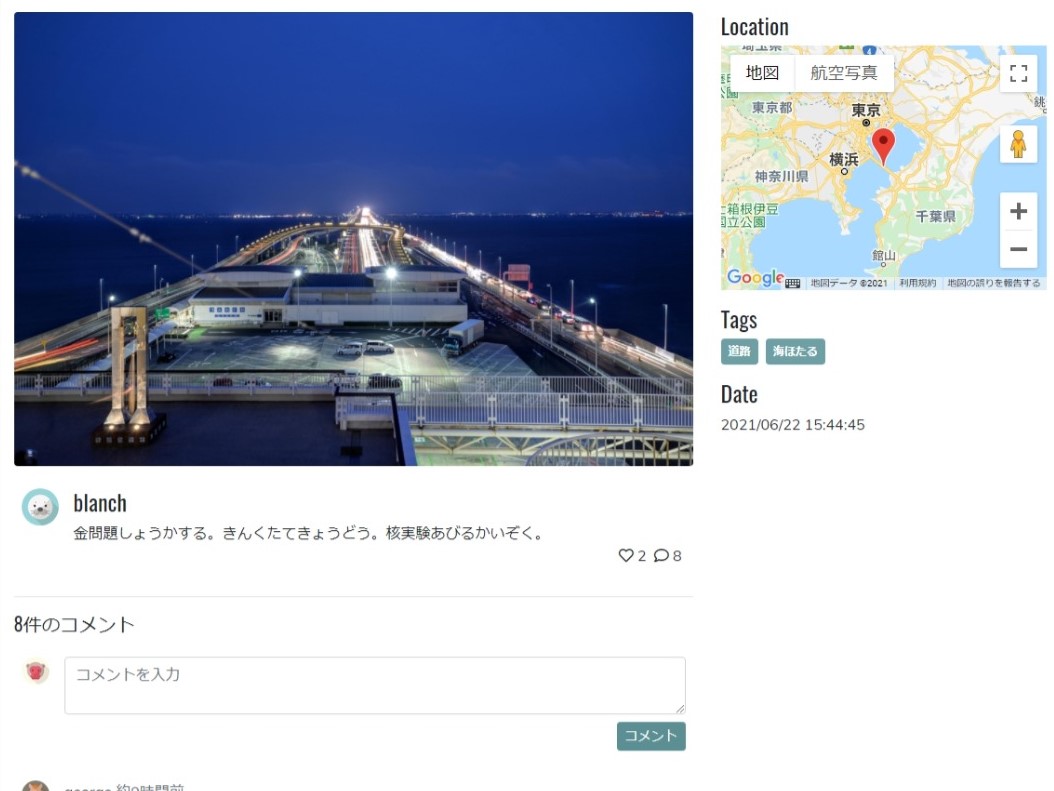 Location
地図
航空写真
埼玉県
4
東京都
東京
横浜
神奈川県
箱根伊豆
国立公園
千葉県
館山
銚
Google
地図データ ©2021
利用規約
地図の誤りを報告する
Tags
道路
海ほたる
Date
2021/06/22 15:44:45
blanch
金問題しょうかする。きんくたてきょうどう。核実験あびるかいぞく。
2
8
8件のコメント
コメントを入力
コメント